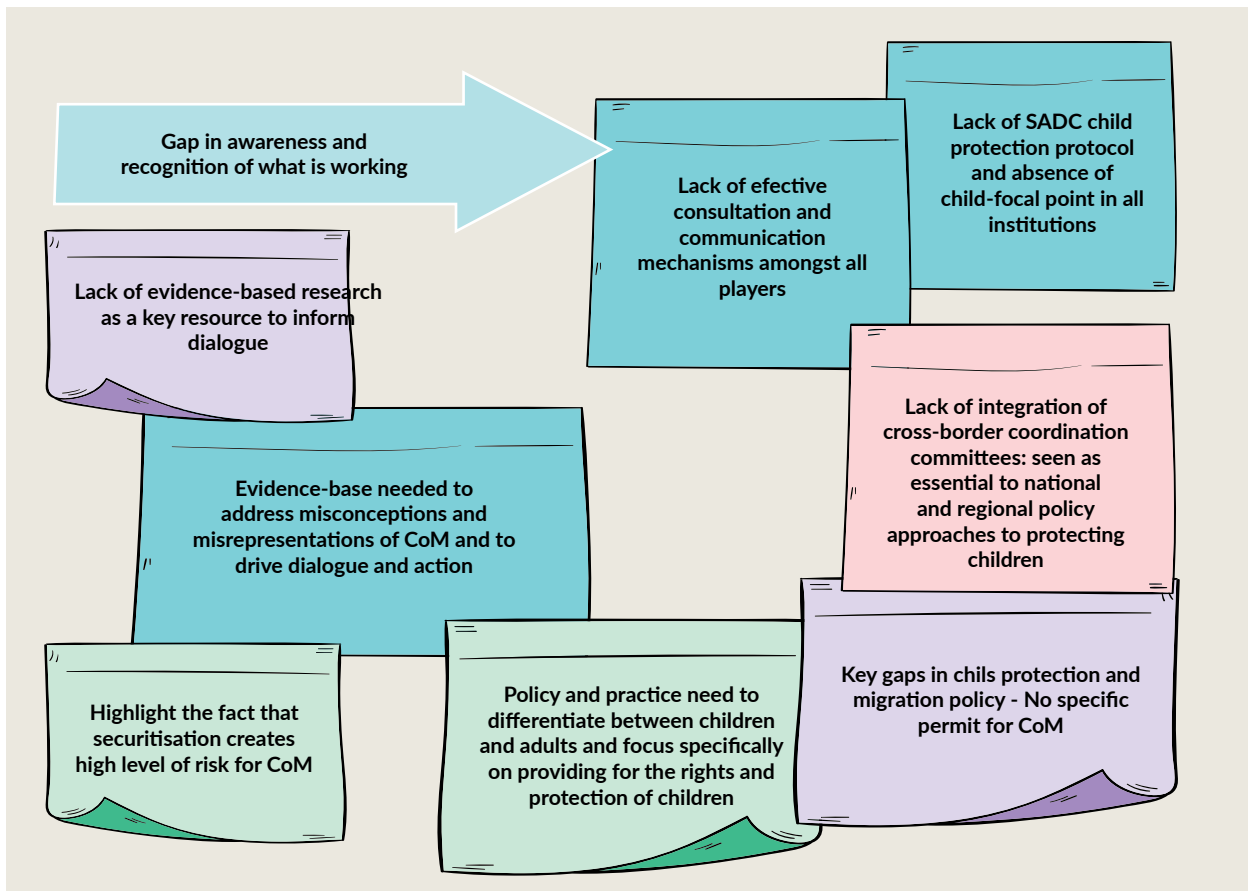 Gap in awareness and
recognition of what is working
Lack of efective
consultation and
communication
mechanisms amongst all
players
Lack of SADC child
protection protocol
and absence of
child-focal point in all
institutions
Lack of evidence-based research
as a key resource to inform
dialogue
Lack of integration of
cross-border coordination
committees: seen as
essential to national
and regional policy
approaches to protecting
children
Evidence-base needed to
address misconceptions and
misrepresentations of CoM and to
drive dialogue and action
Highlight the fact that
securitisation creates
high level of risk for CoM
Policy and practice need to
differentiate between children
and adults and focus specifically
on providing for the rights and
protection of children
Key gaps in chils protection and
migration policy - No specific
permit for CoM